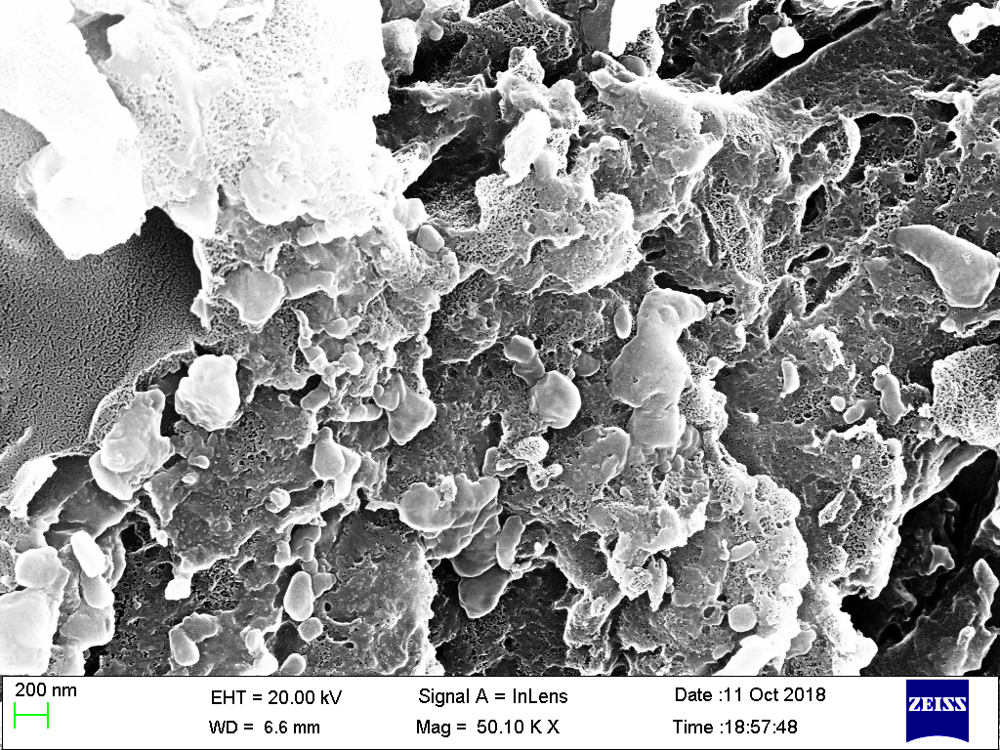 200 nm
EHT = 20.00 kV
Signal A = InLens
Date :11 Oct 2018
ZEISS
WD = 6.6 mm
Mag = 50.10 K X
Time :18:57:48